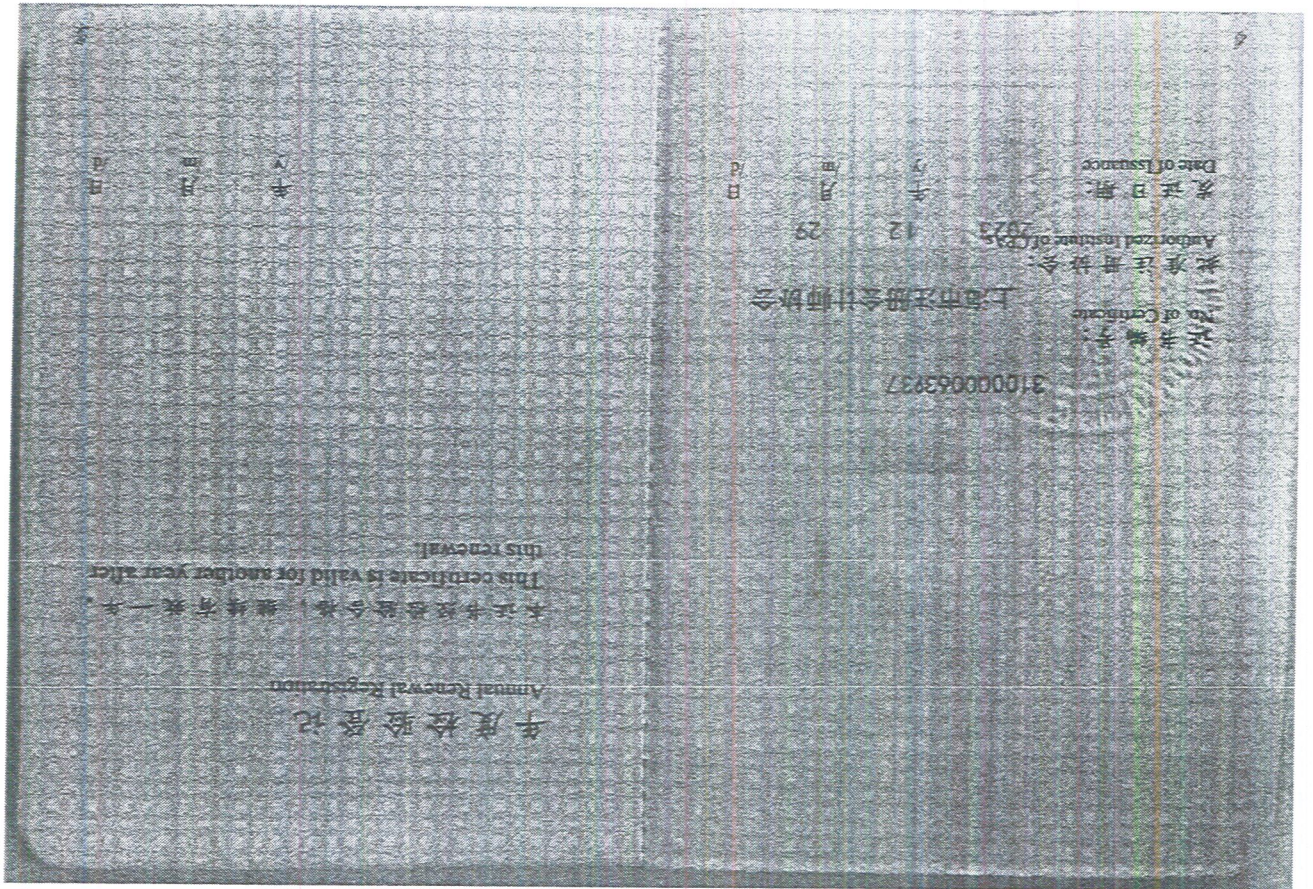 310000063937
证书编号:
No. of Certificate
上海市注册会计师协会
批准注册协会:
Authorized Institute of CPAs
2023 12 29
发证日期: 年 月 日
Date of Issuance /y /m /d
4
年度检验登记
Annual Renewal Registration
本证书经检验合格，继续有效一年。
This certificate is valid for another year after
this renewal.
年 月 日
/y /m /d
5